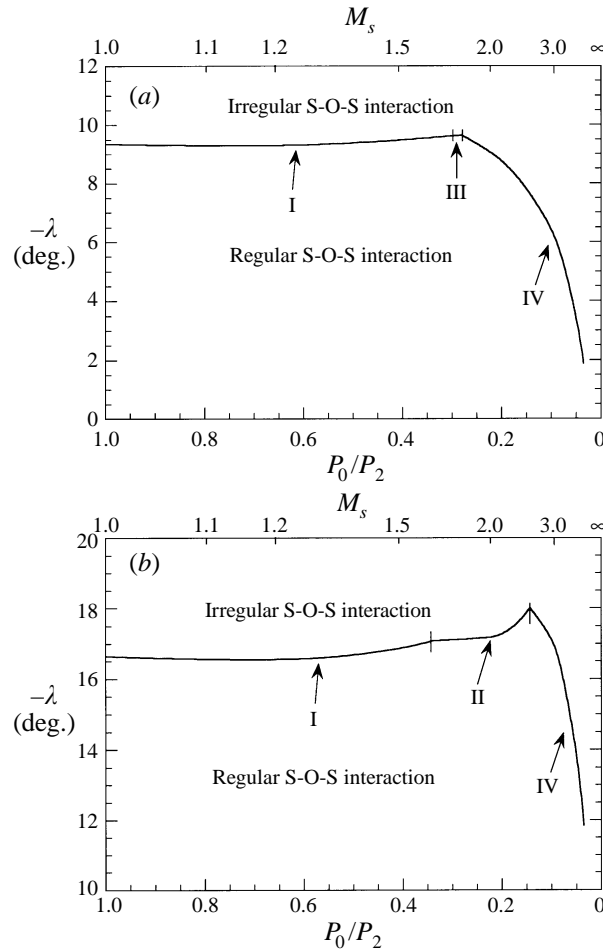 M_s
1.0 1.1 1.2 1.5 2.0 3.0 ∞
12
(a)
Irregular S-O-S interaction
10
I
III
8
−λ
(deg.)
6
Regular S-O-S interaction
IV
4
2
0
1.0 0.8 0.6 0.4 0.2 0
P_0/P_2
M_s
1.0 1.1 1.2 1.5 2.0 3.0 ∞
20
(b)
Irregular S-O-S interaction
18
I
II
16
−λ
(deg.)
14
Regular S-O-S interaction
IV
12
10
1.0 0.8 0.6 0.4 0.2 0
P_0/P_2